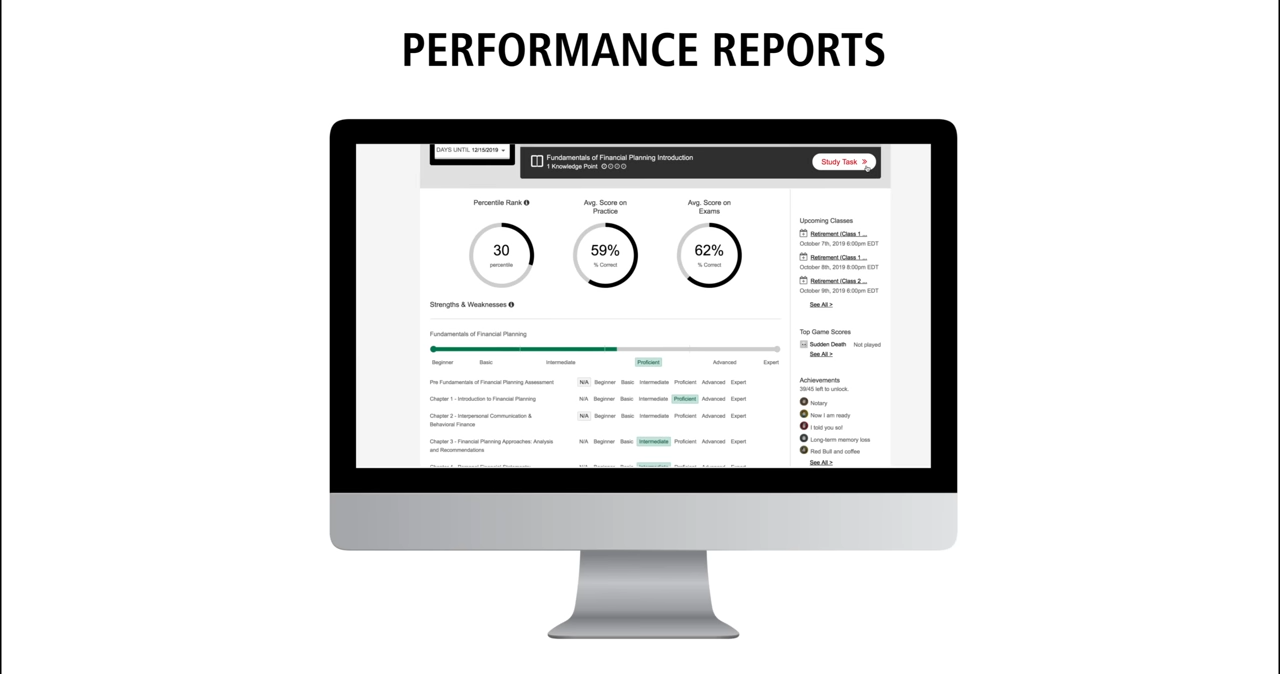 PERFORMANCE REPORTS
DAYS UNTIL 12/15/2019
Fundamentals of Financial Planning Introduction
1 Knowledge Point
Study Task »
Percentile Rank
30
percentile
Avg. Score on
Practice
59%
% Correct
Avg. Score on
Exams
62%
% Correct
Strengths & Weaknesses
Fundamentals of Financial Planning
Beginner Basic Intermediate Proficient Advanced Expert
Pre Fundamentals of Financial Planning Assessment N/A Beginner Basic Intermediate Proficient Advanced Expert
Chapter 1 - Introduction to Financial Planning N/A Beginner Basic Intermediate Proficient Advanced Expert
Chapter 2 - Interpersonal Communication & N/A Beginner Basic Intermediate Proficient Advanced Expert
Behavioral Finance
Chapter 3 - Financial Planning Approaches: Analysis N/A Beginner Basic Intermediate Proficient Advanced Expert
and Recommendations
Upcoming Classes
Retirement (Class 1 ...
October 7th, 2019 6:00pm EDT
Retirement (Class 1 ...
October 8th, 2019 8:00pm EDT
Retirement (Class 2 ...
October 9th, 2019 6:00pm EDT
See All >
Top Game Scores
Sudden Death Not played
See All >
Achievements
39/45 left to unlock.
Notary
Now I am ready
I told you so!
Long-term memory loss
Red Bull and coffee
See All >